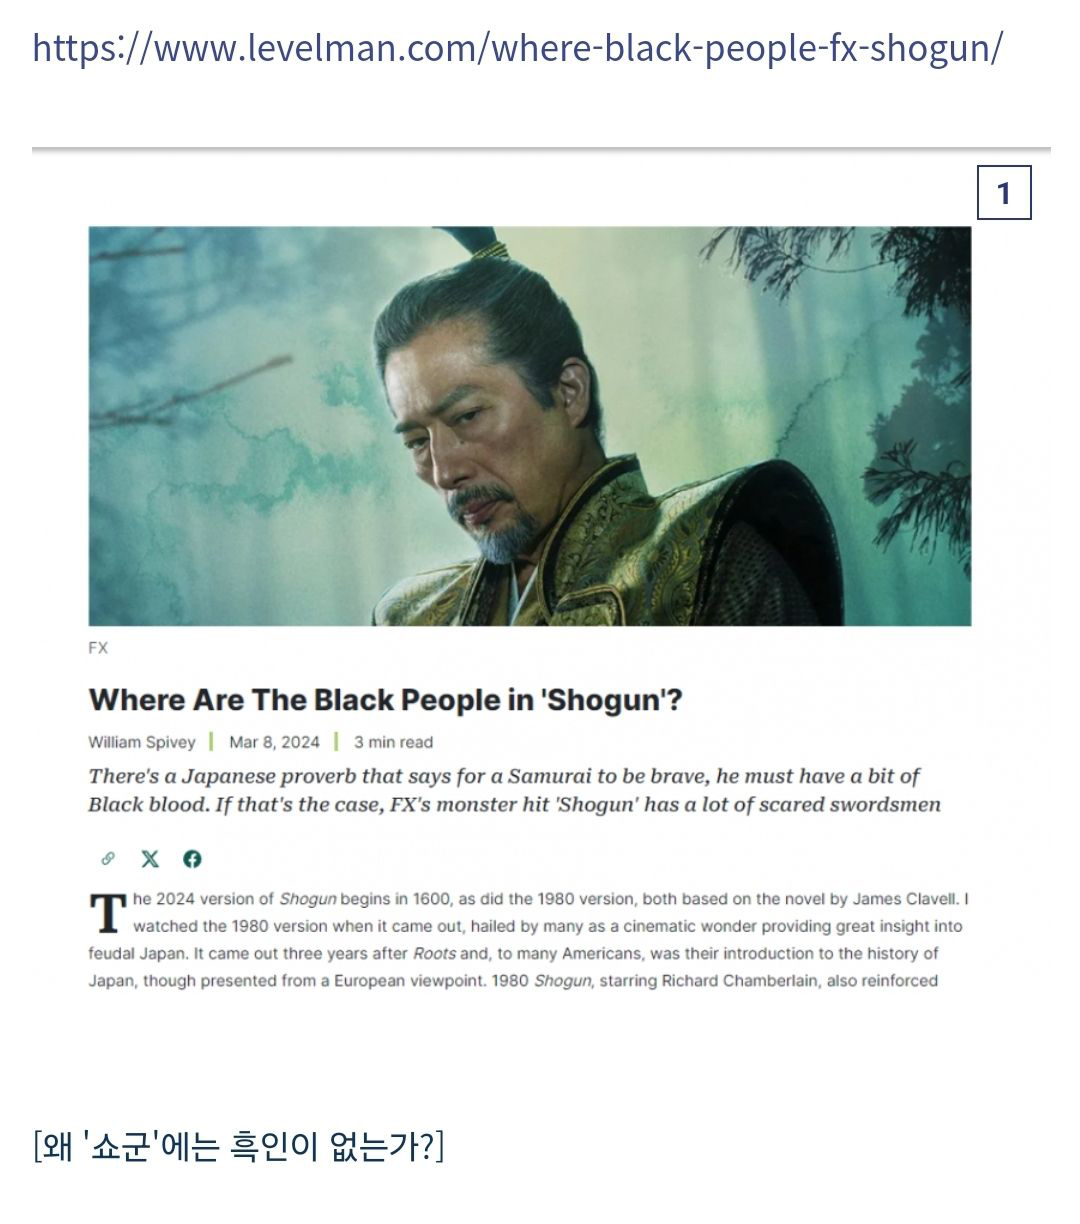 https://www.levelman.com/where-black-people-fx-shogun/
1
FX
Where Are The Black People in 'Shogun'?
William Spivey | Mar 8, 2024 | 3 min read
There's a Japanese proverb that says for a Samurai to be brave, he must have a bit of
Black blood. If that's the case, FX's monster hit 'Shogun' has a lot of scared swordsmen
The 2024 version of Shogun begins in 1600, as did the 1980 version, both based on the novel by James Clavell. I
watched the 1980 version when it came out, hailed by many as a cinematic wonder providing great insight into
feudal Japan. It came out three years after Roots and, to many Americans, was their introduction to the history of
Japan, though presented from a European viewpoint. 1980 Shogun, starring Richard Chamberlain, also reinforced
[왜 '쇼군'에는 흑인이 없는가?]